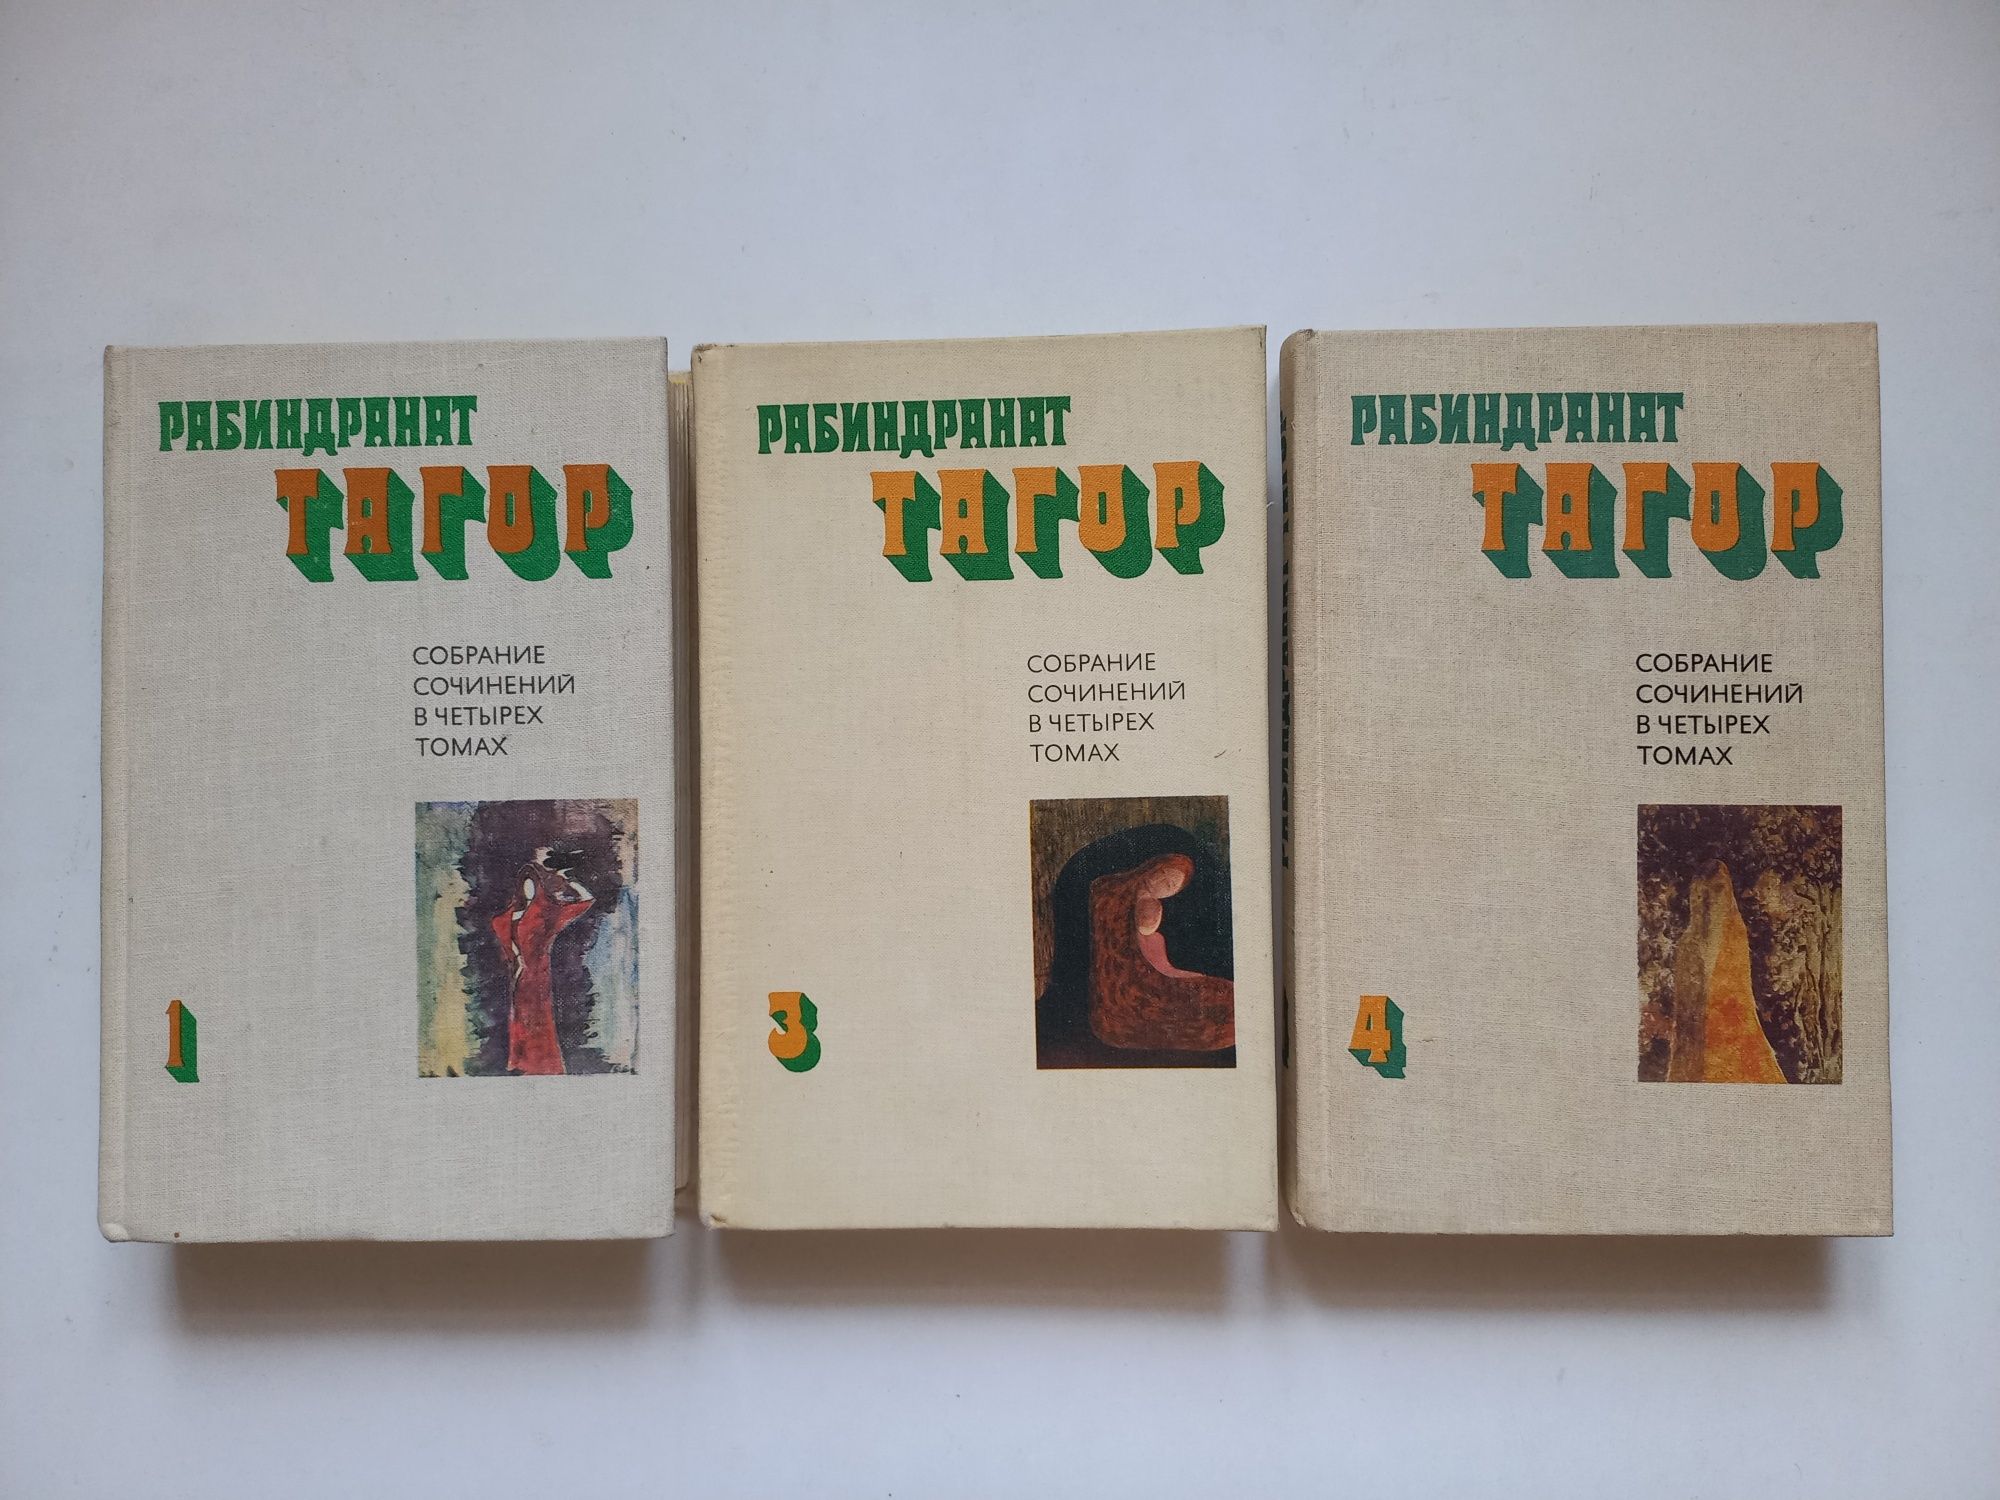 РАБИНДРАНАТ
ТАГОР
СОБРАНИЕ
СОЧИНЕНИЙ
В ЧЕТЫРЕХ
ТОМАХ
1
РАБИНДРАНАТ
ТАГОР
СОБРАНИЕ
СОЧИНЕНИЙ
В ЧЕТЫРЕХ
ТОМАХ
3
РАБИНДРАНАТ
ТАГОР
СОБРАНИЕ
СОЧИНЕНИЙ
В ЧЕТЫРЕХ
ТОМАХ
4